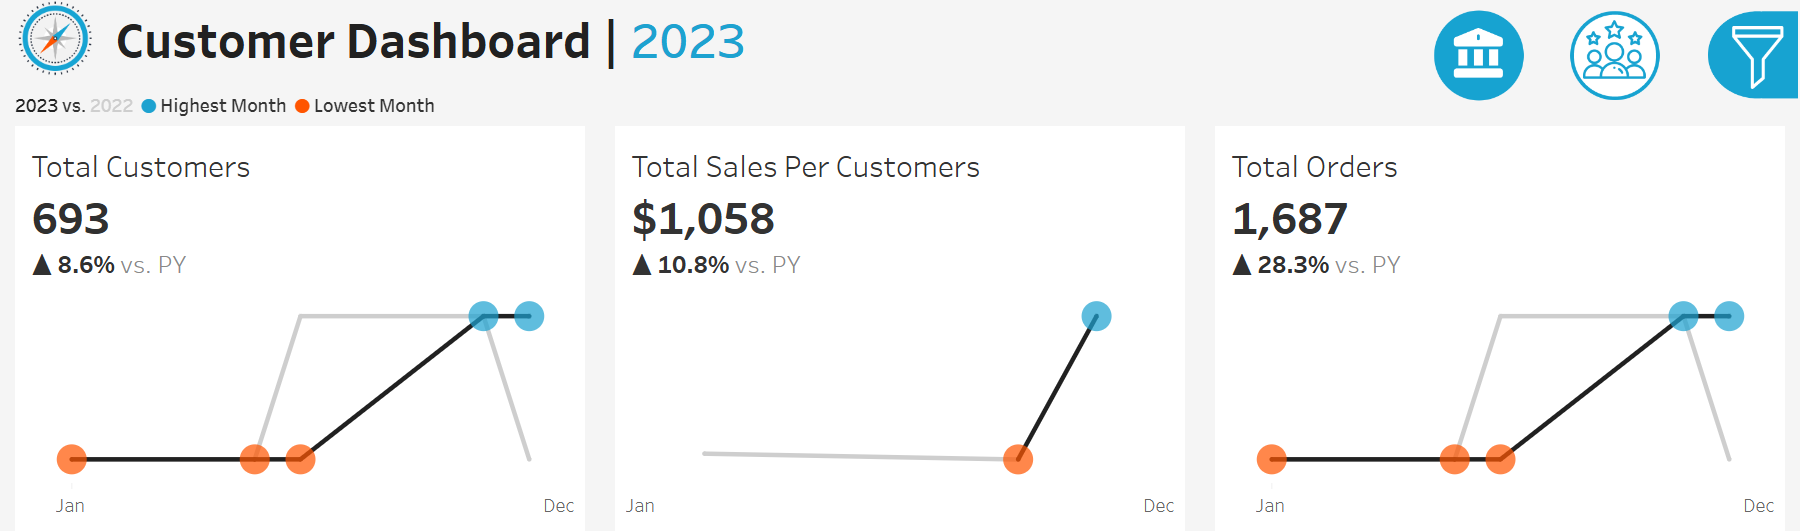 Customer Dashboard | 2023
2023 vs. 2022 Highest Month Lowest Month
Total Customers
693
▲ 8.6% vs. PY
Jan Dec
Total Sales Per Customers
$1,058
▲ 10.8% vs. PY
Jan Dec
Total Orders
1,687
▲ 28.3% vs. PY
Jan Dec